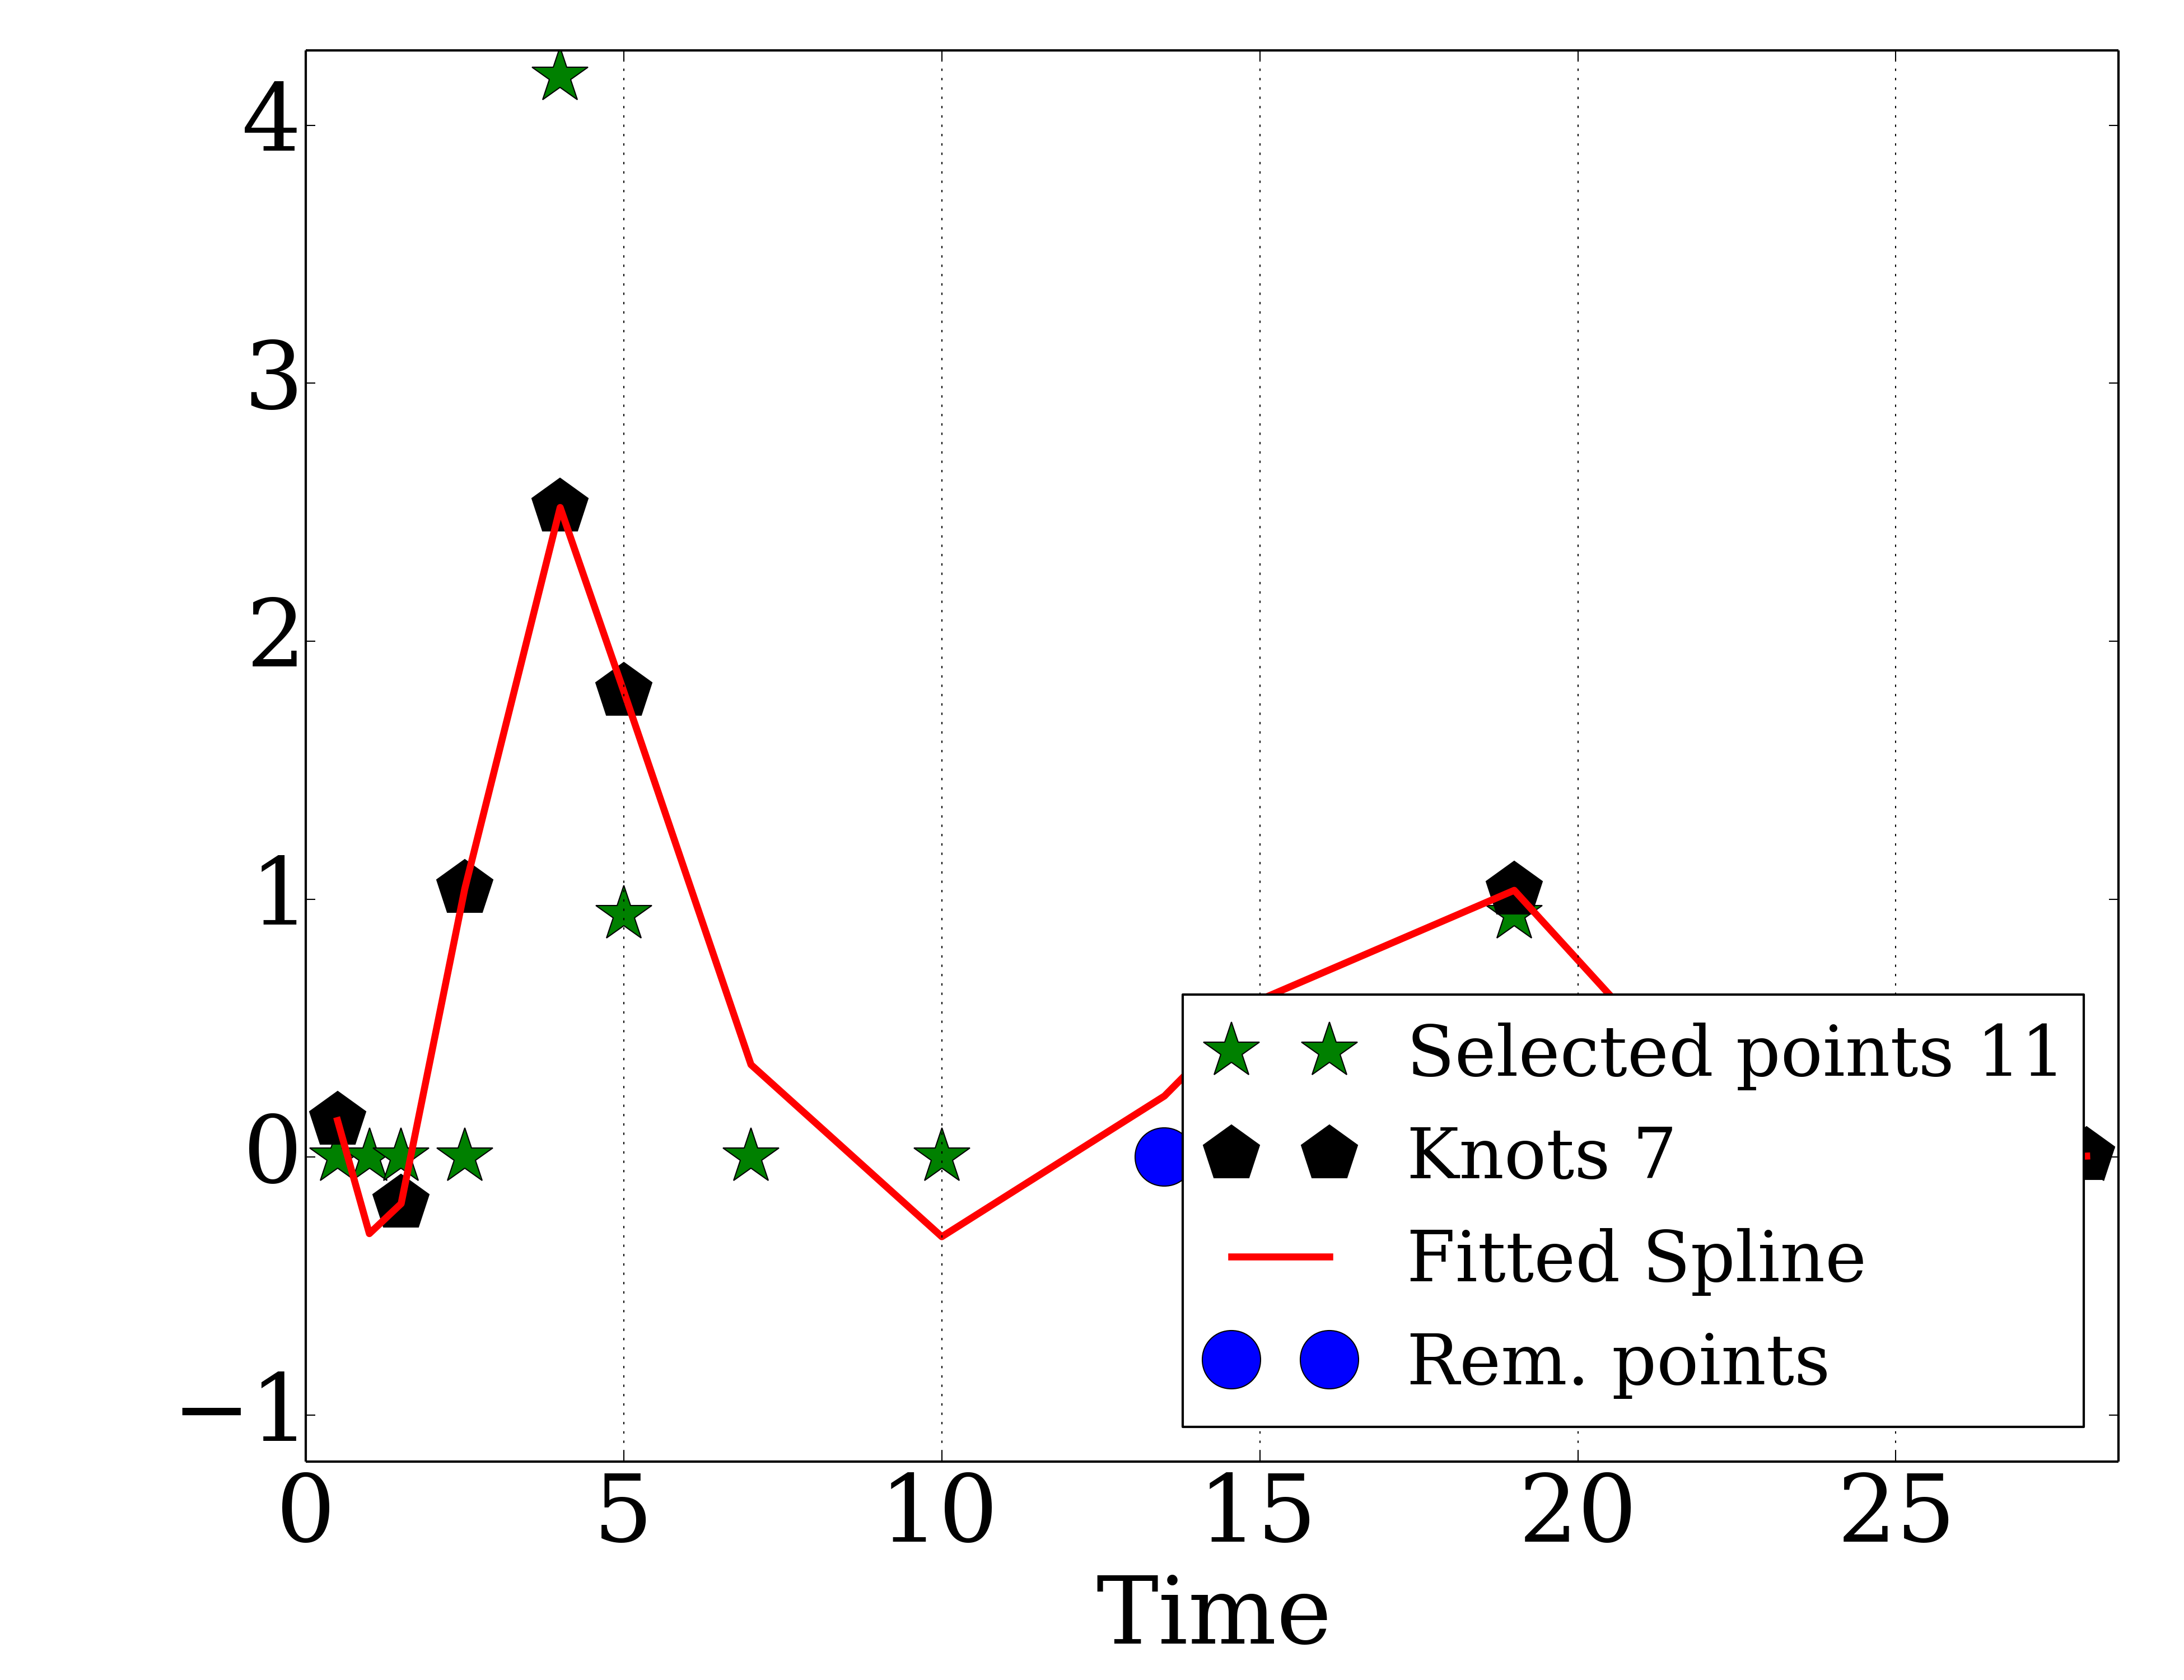 4
3
2
1
0
−1
Selected points 11
Knots 7
Fitted Spline
Rem. points
0 5 10 15 20 25
Time